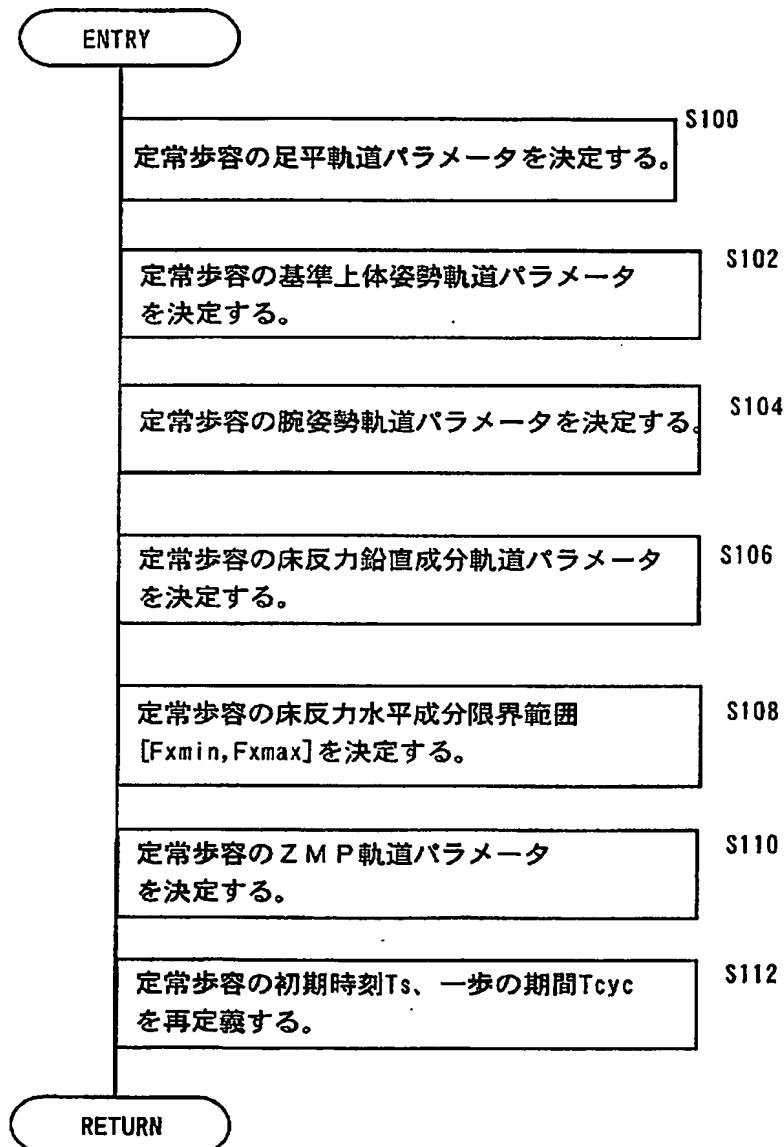 ENTRY
S100
定常歩容の足平軌道パラメータを決定する。
S102
定常歩容の基準上体姿勢軌道パラメータ
を決定する。
S104
定常歩容の腕姿勢軌道パラメータを決定する。
S106
定常歩容の床反力鉛直成分軌道パラメータ
を決定する。
S108
定常歩容の床反力水平成分限界範囲
[Fxmin,Fxmax]を決定する。
S110
定常歩容のＺＭＰ軌道パラメータ
を決定する。
S112
定常歩容の初期時刻Ts、一歩の期間Tcyc
を再定義する。
RETURN